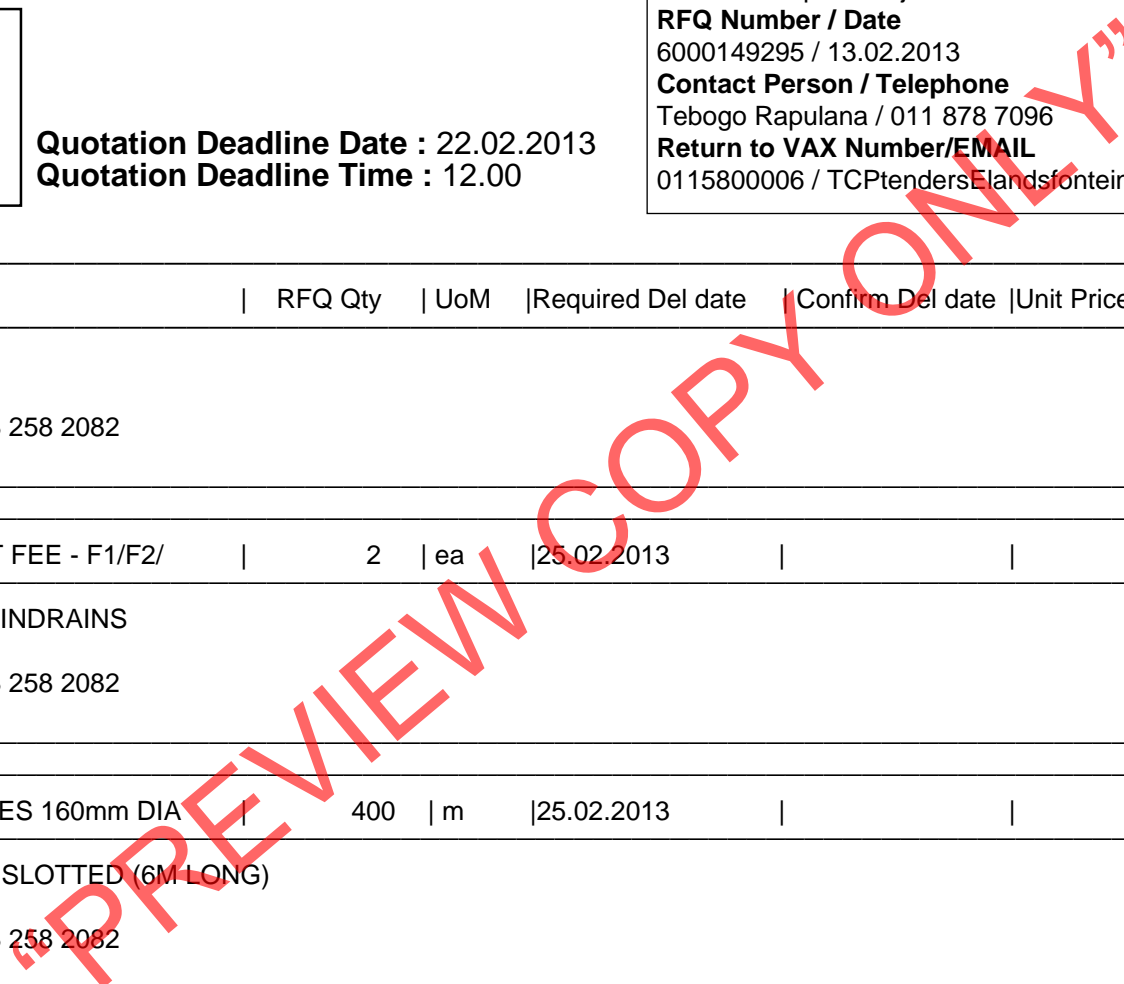 RFQ Number / Date
6000149295 / 13.02.2013
Contact Person / Telephone
Tebogo Rapulana / 011 878 7096
Quotation Deadline Date : 22.02.2013
Return to VAX Number/EMAIL
Quotation Deadline Time : 12.00
0115800006 / TCPtendersElandsfontein
| RFQ Qty | UoM |Required Del date | Confirm Del date |Unit Price
258 2082
T FEE - F1/F2/ | 2 | ea |25.02.2013 | |
INDRAINS
258 2082
ES 160mm DIA | 400 | m |25.02.2013 | |
SLOTTED (6M LONG)
258 2082
“PREVIEW COPY ONLY”